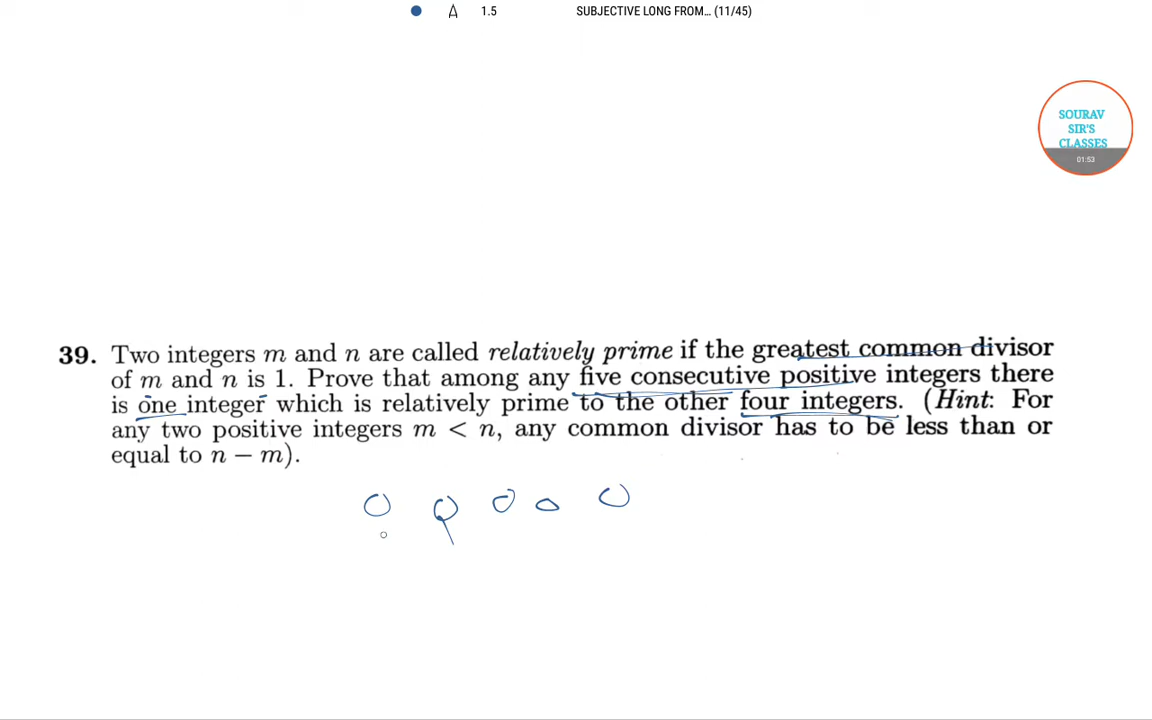 A 1.5 SUBJECTIVE LONG FROM... (11/45)
SOURAV
SIR'S
CLASSES
01:53
39. Two integers m and n are called relatively prime if the greatest common divisor
of m and n is 1. Prove that among any five consecutive positive integers there
is one integer which is relatively prime to the other four integers. (Hint: For
any two positive integers m < n, any common divisor has to be less than or
equal to n − m).